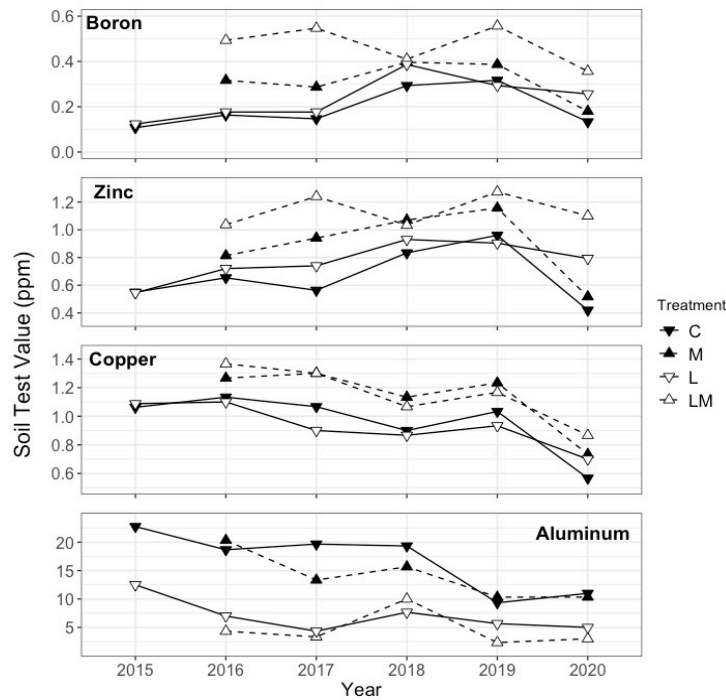 Boron
0.6
0.4
0.2
0.0
Zinc
1.2
1.0
0.8
0.6
0.4
Copper
1.4
1.2
1.0
0.8
0.6
Aluminum
20
15
10
5
2015 2016 2017 2018 2019 2020
Year
Soil Test Value (ppm)
Treatment
C
M
L
LM